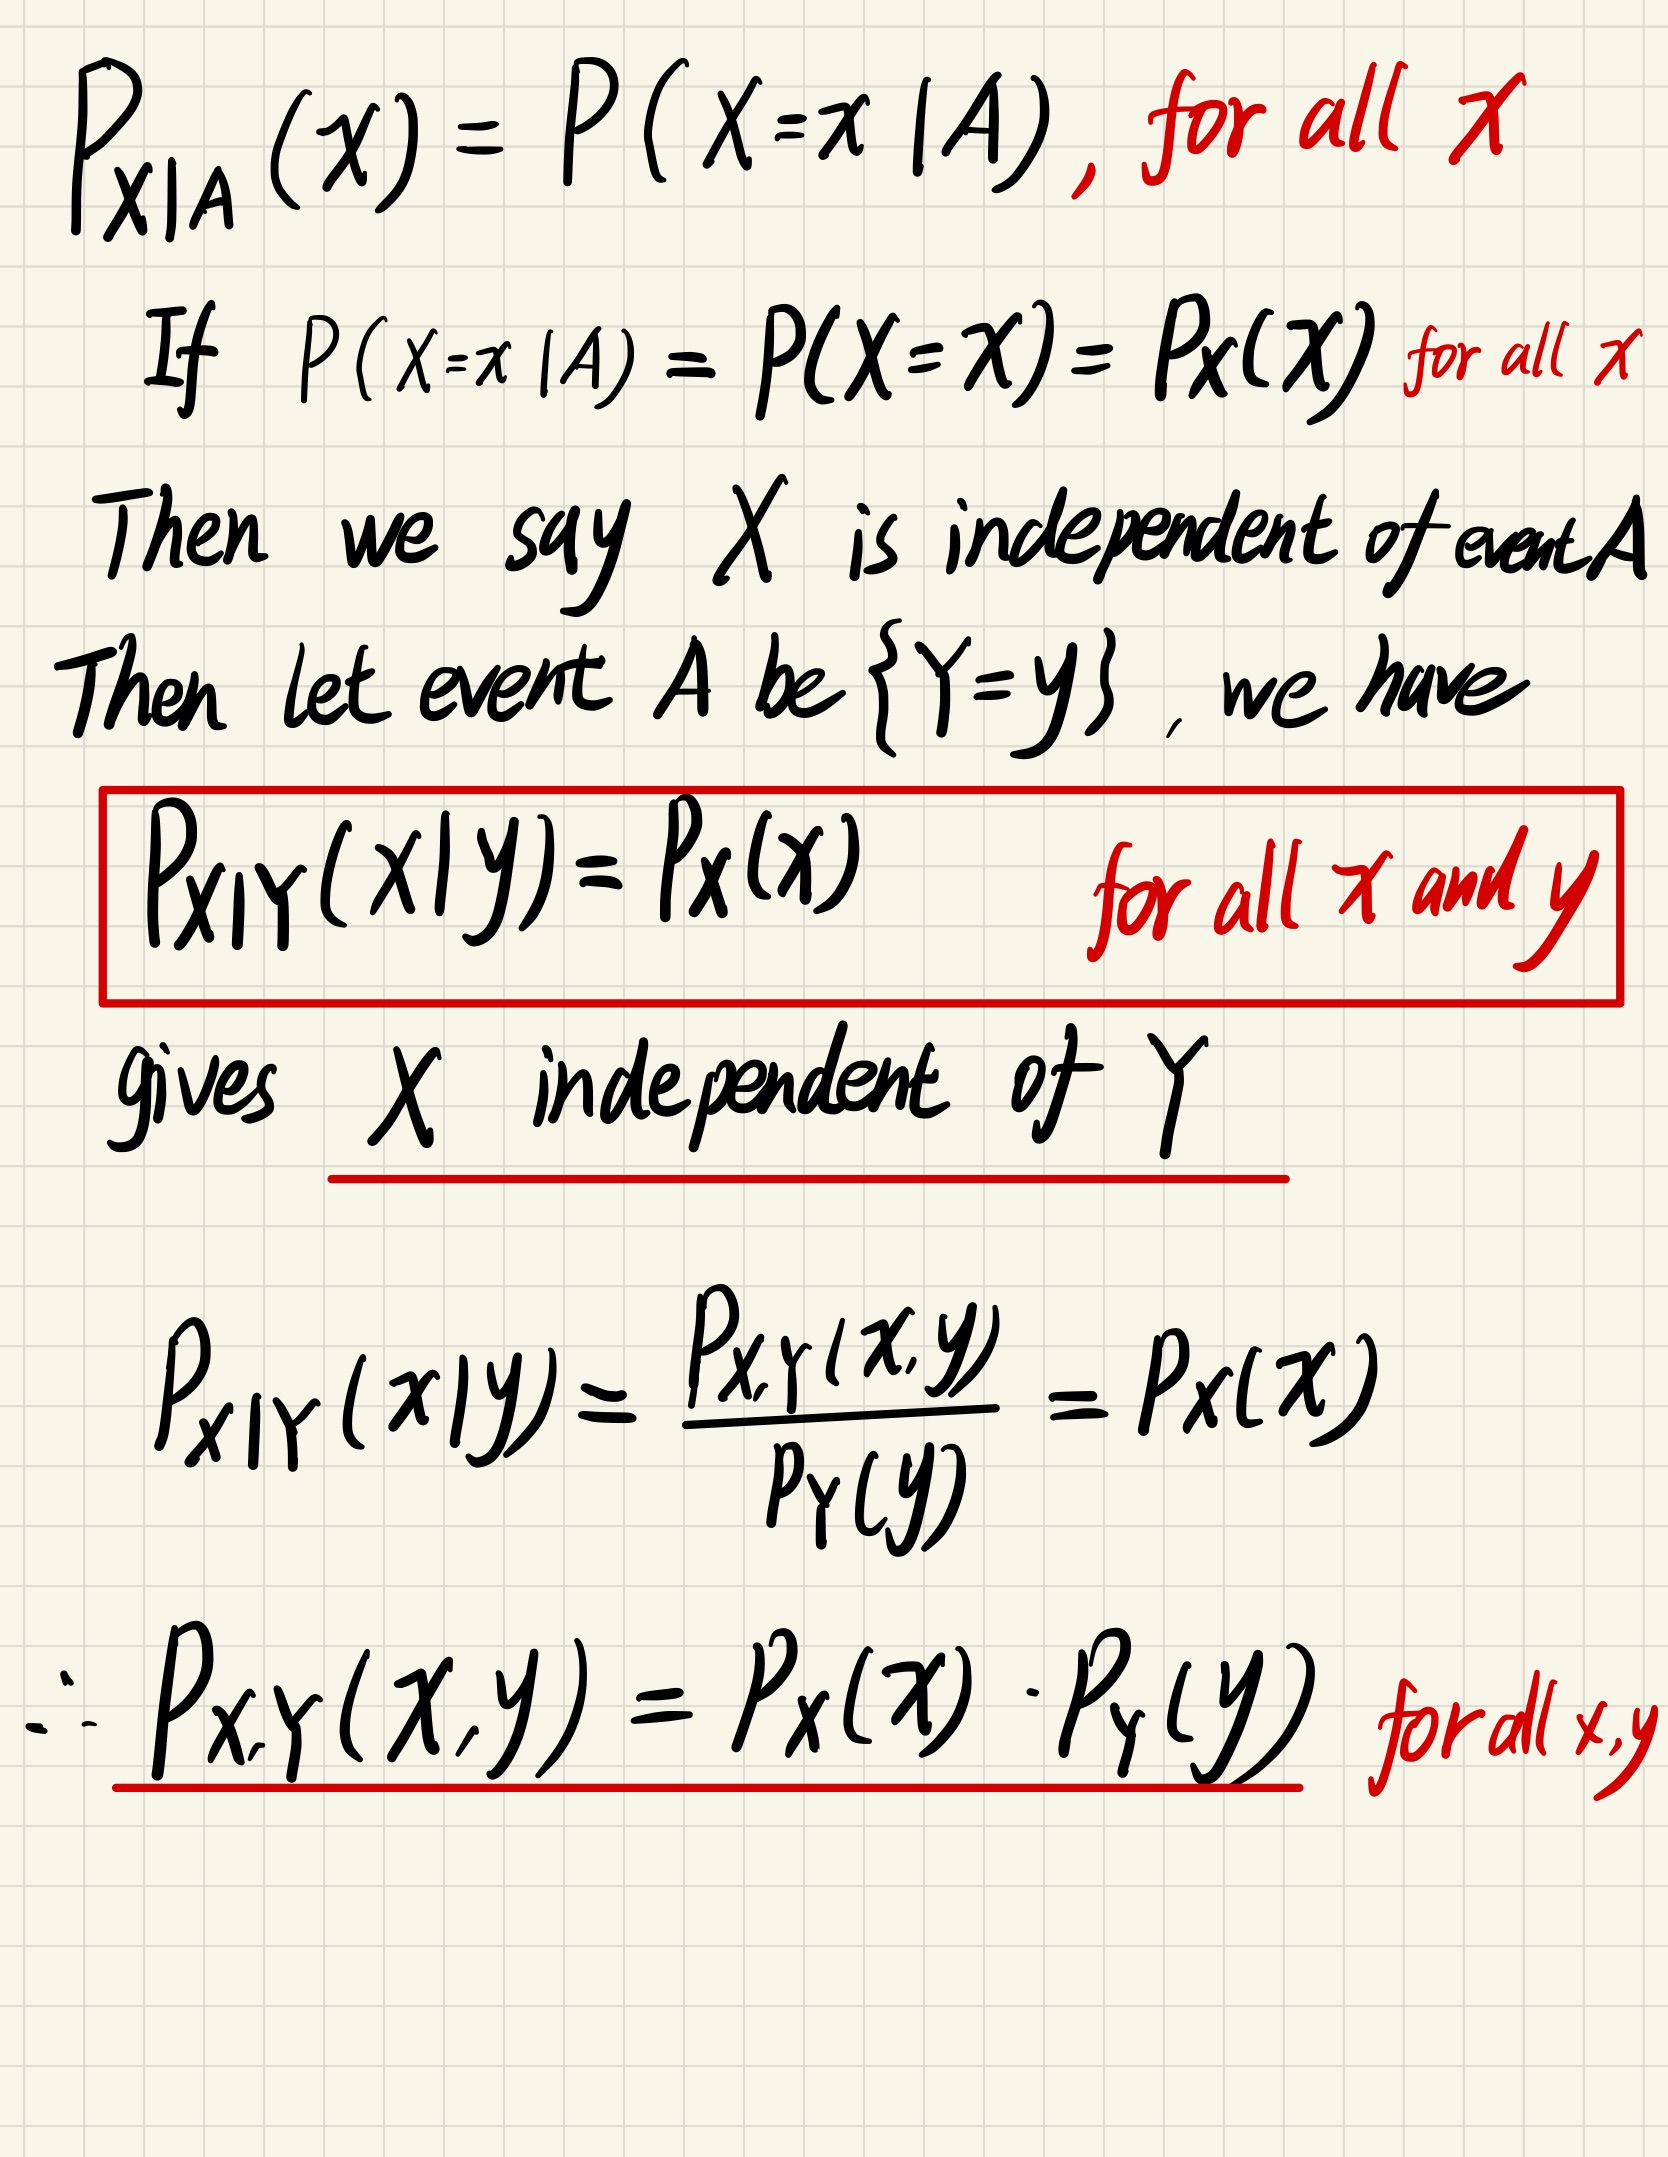 P_{X|A}(x) = P(X=x|A), for all x
If P(X=x|A) = P(X=x) = P_X(x) for all x
Then we say X is independent of event A
Then let event A be {Y=y}, we have
P_{X|Y}(x|y) = P_X(x) for all x and y
gives X independent of Y
P_{X|Y}(x|y) = \frac{P_{X,Y}(x,y)}{P_Y(y)} = P_X(x)
∴ P_{X,Y}(x,y) = P_X(x) · P_Y(y) for all x,y